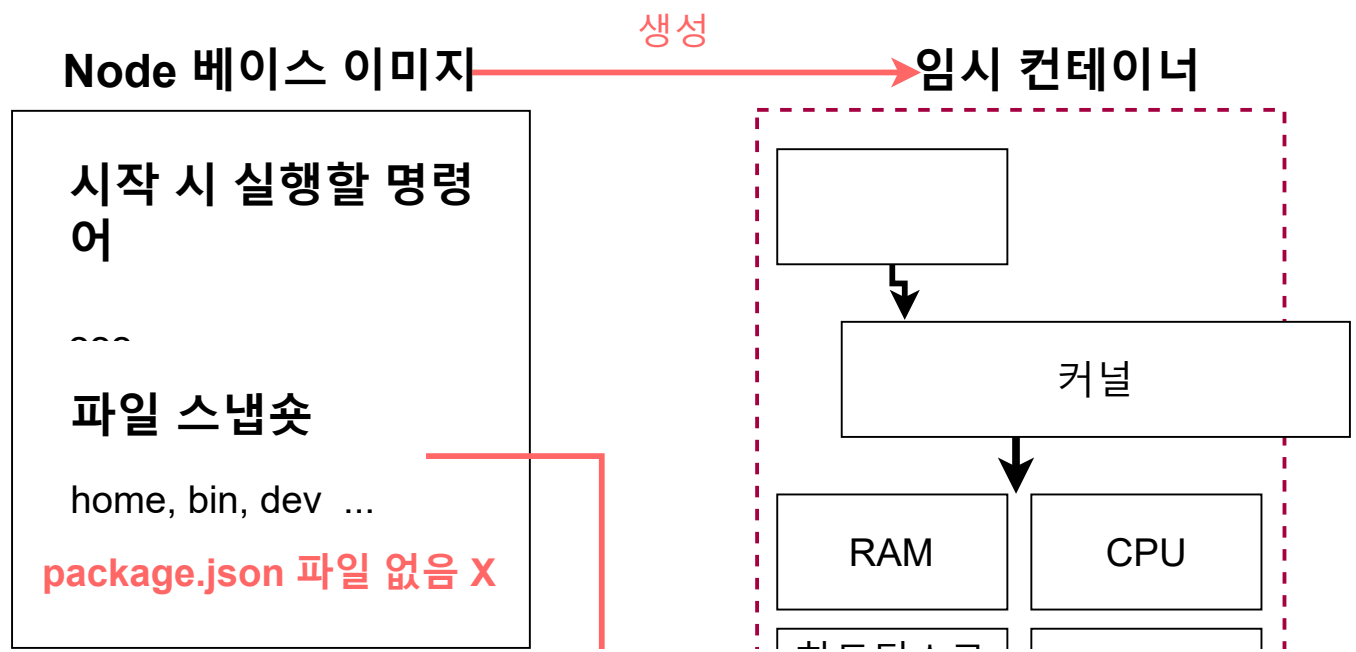 생성
Node 베이스 이미지
임시 컨테이너
시작 시 실행할 명령
어
파일 스냅숏
home, bin, dev ...
package.json 파일 없음 X
커널
RAM
CPU